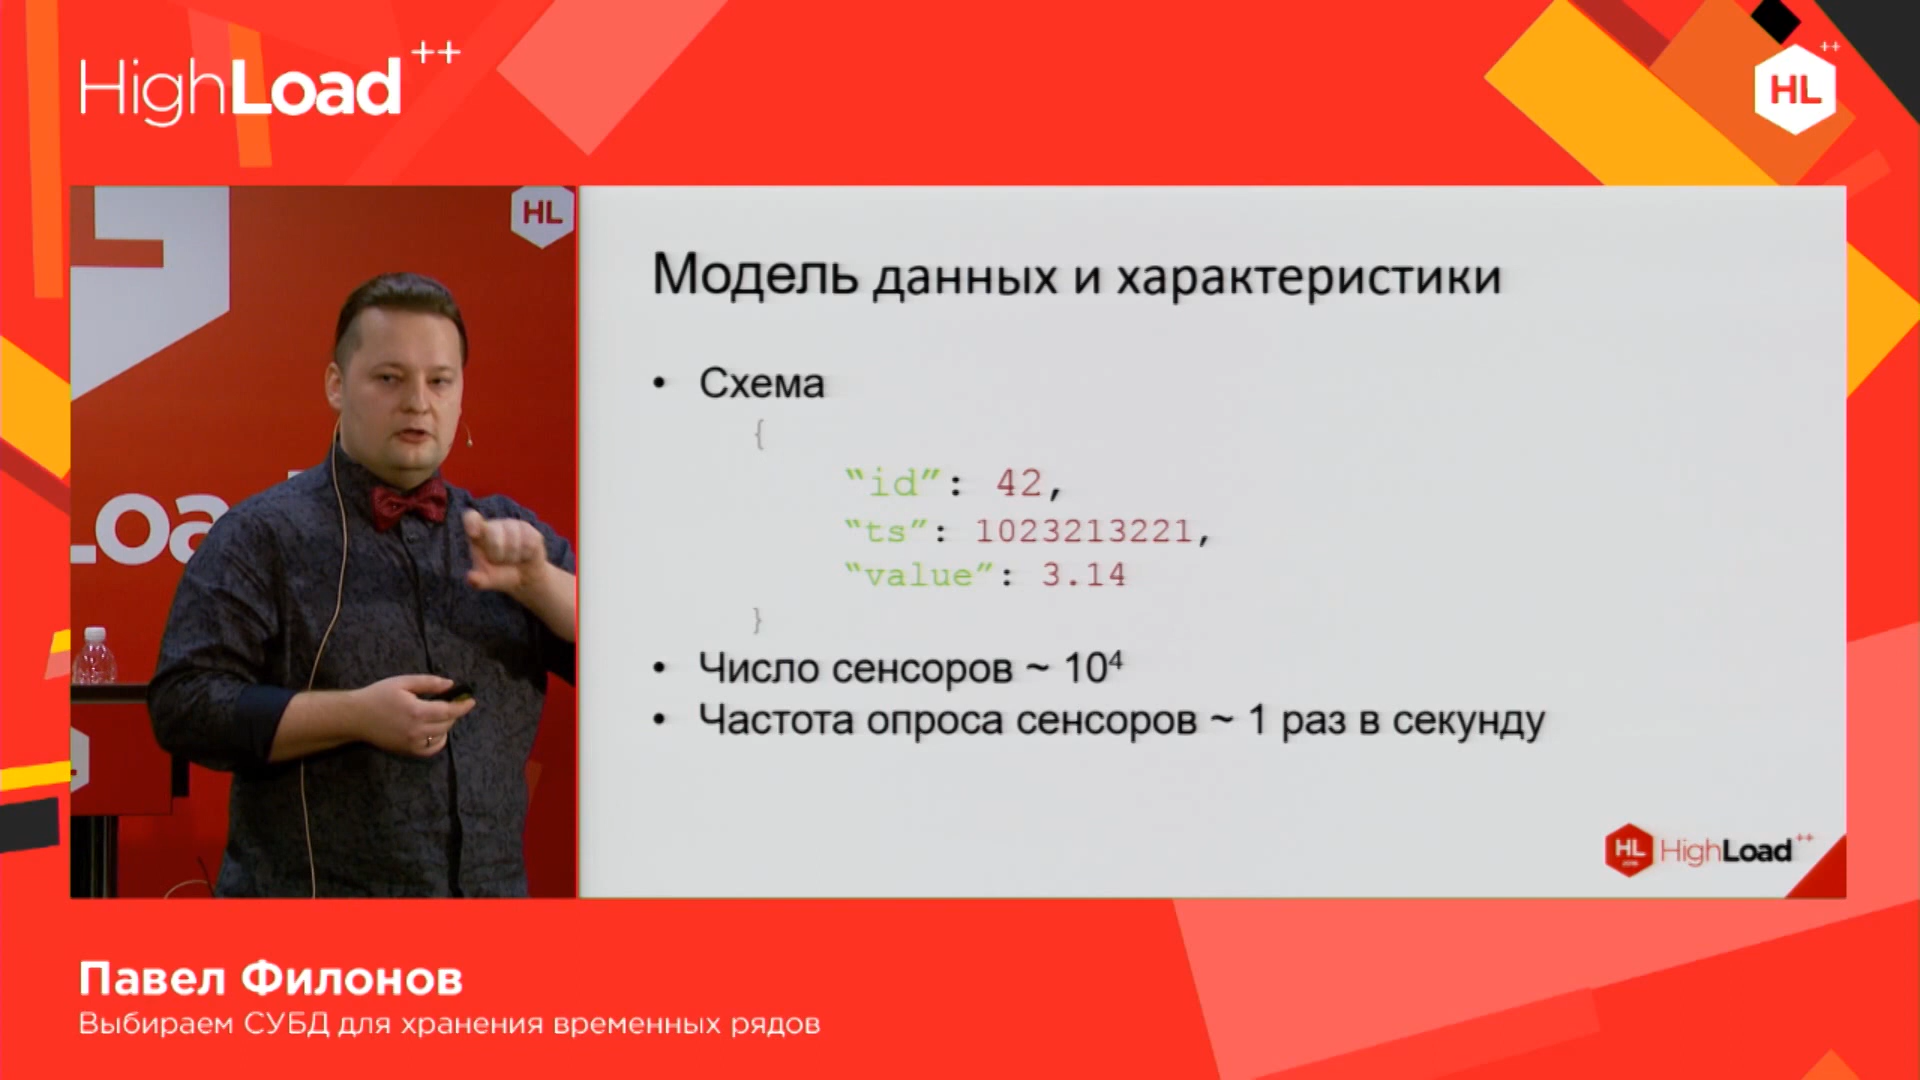 HighLoad++
HL++
HL
Load
Модель данных и характеристики
• Схема
{
“id”: 42,
“ts”: 1023213221,
“value”: 3.14
}
• Число сенсоров ~ 10⁴
• Частота опроса сенсоров ~ 1 раз в секунду
HL HighLoad++
Павел Филонов
Выбираем СУБД для хранения временных рядов